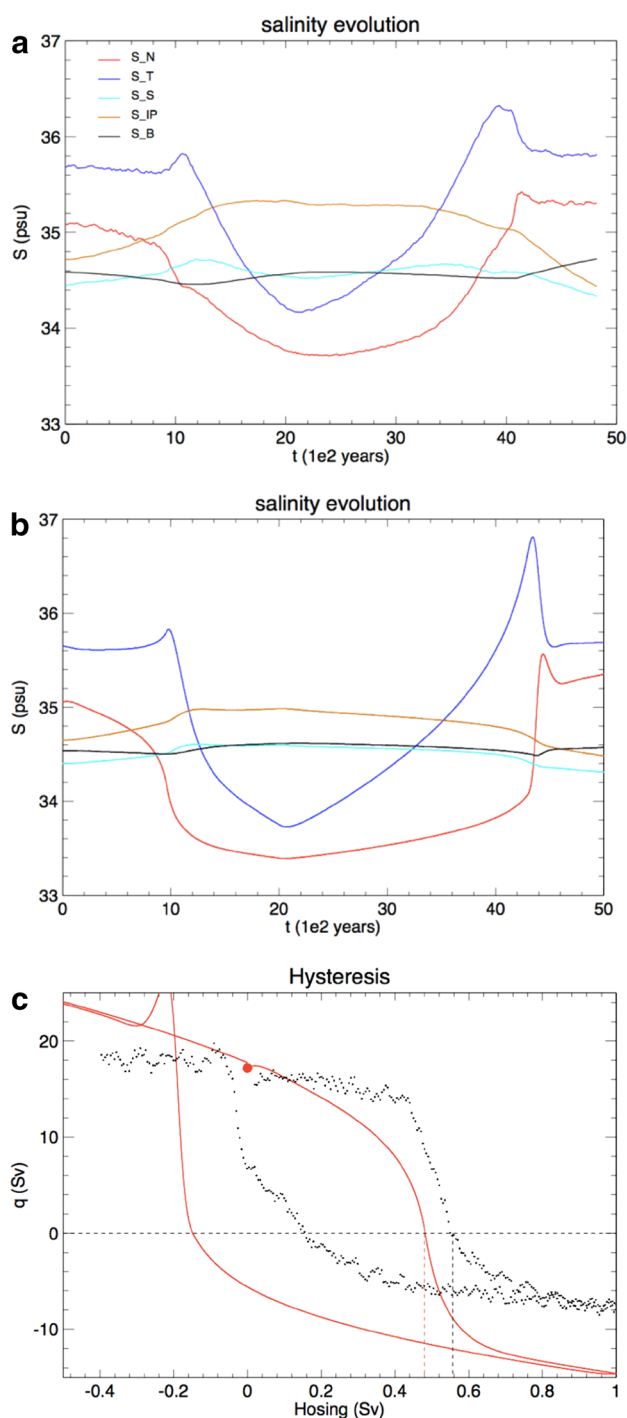 a
salinity evolution
37
36
35
34
33
S (psu)
S_N
S_T
S_S
S_IP
S_B
0 10 20 30 40 50
t (1e2 years)
b
salinity evolution
37
36
35
34
33
S (psu)
0 10 20 30 40 50
t (1e2 years)
c
Hysteresis
20
10
0
-10
q (Sv)
-0.4 -0.2 0 0.2 0.4 0.6 0.8 1
Hosing (Sv)